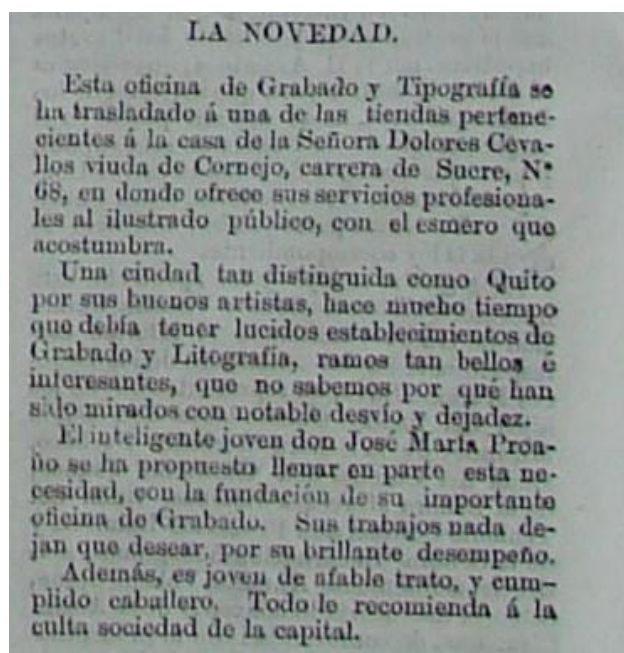 LA NOVEDAD.
Esta oficina de Grabado y Tipografía se
ha trasladado á una de las tiendas pertene-
cientes á la casa de la Señora Dolores Ceva-
llos viuda de Cornejo, carrera de Sucre, N°
68, en donde ofrece sus servicios profesiona-
les al ilustrado público, con el esmero que
acostumbra.
Una ciudad tan distinguida como Quito
por sus buenos artistas, hace mucho tiempo
que debía tener lucidos establecimientos de
Grabado y Litografía, ramos tan bellos é
interesantes, que no sabemos por qué han
sido mirados con notable desvío y dejadez.
El inteligente joven don José María Proa-
ño se ha propuesto llenar en parte esta ne-
cesidad, con la fundación de su importante
oficina de Grabado. Sus trabajos nada de-
jan que desear, por su brillante desempeño.
Además, es joven de afable trato, y cum-
plido caballero. Todo le recomienda á la
culta sociedad de la capital.